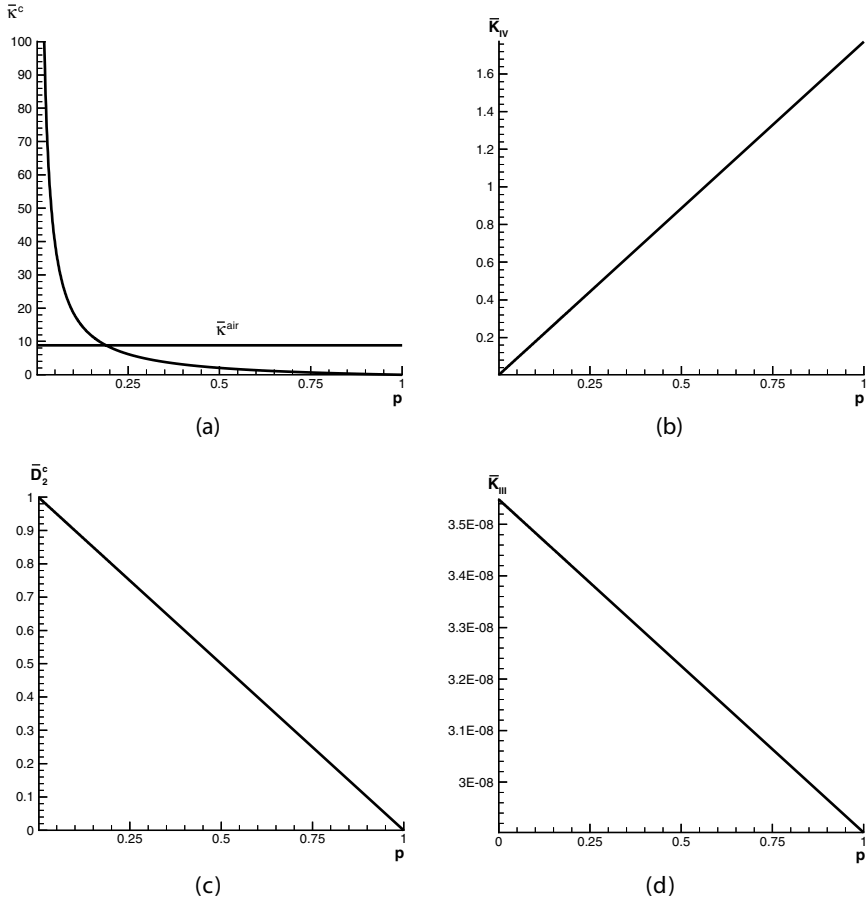 κ̄ᶜ
100
90
80
70
60
50
40
30
20
10
0
κ̄ᵃⁱʳ
0.25
0.5
0.75
1
p
(a)
K̄_IV
1.6
1.4
1.2
1
0.8
0.6
0.4
0.2
0.25
0.5
0.75
1
p
(b)
D̄₂ᶜ
1
0.9
0.8
0.7
0.6
0.5
0.4
0.3
0.2
0.1
0
0.25
0.5
0.75
1
p
(c)
K̄_III
3.5E-08
3.4E-08
3.3E-08
3.2E-08
3.1E-08
3E-08
0
0.25
0.5
0.75
1
p
(d)